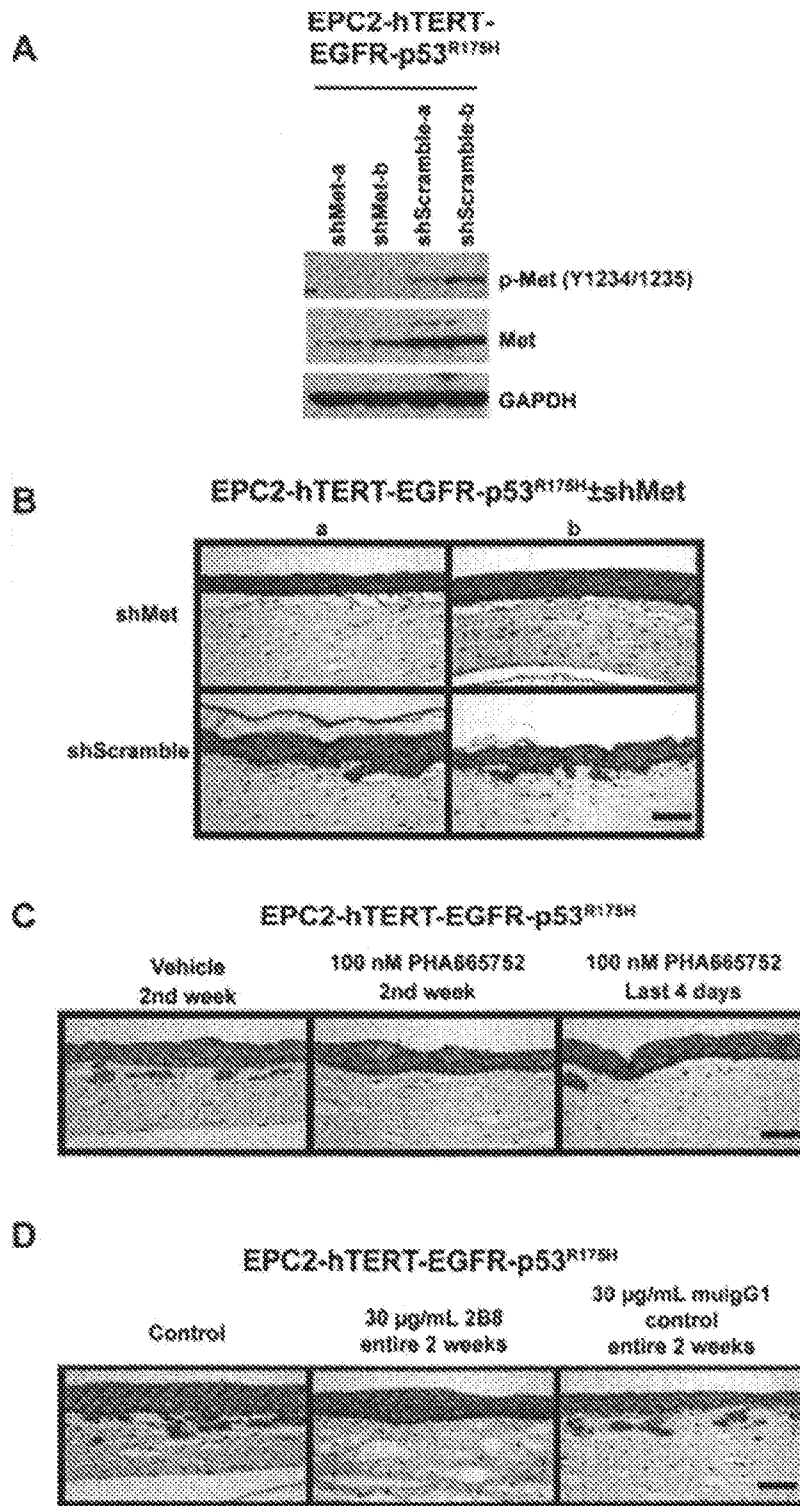 A
EPC2-hTERT-
EGFR-p53R175H
shMet-a
shMet-b
shScramble-a
shScramble-b
p-Met (Y1234/1235)
Met
GAPDH
B
EPC2-hTERT-EGFR-p53R175H±shMet
a
b
shMet
shScramble
C
EPC2-hTERT-EGFR-p53R175H
Vehicle
2nd week
100 nM PHA665752
2nd week
100 nM PHA665752
Last 4 days
D
EPC2-hTERT-EGFR-p53R175H
Control
30 µg/mL 2B8
entire 2 weeks
30 µg/mL muIgG1
control
entire 2 weeks